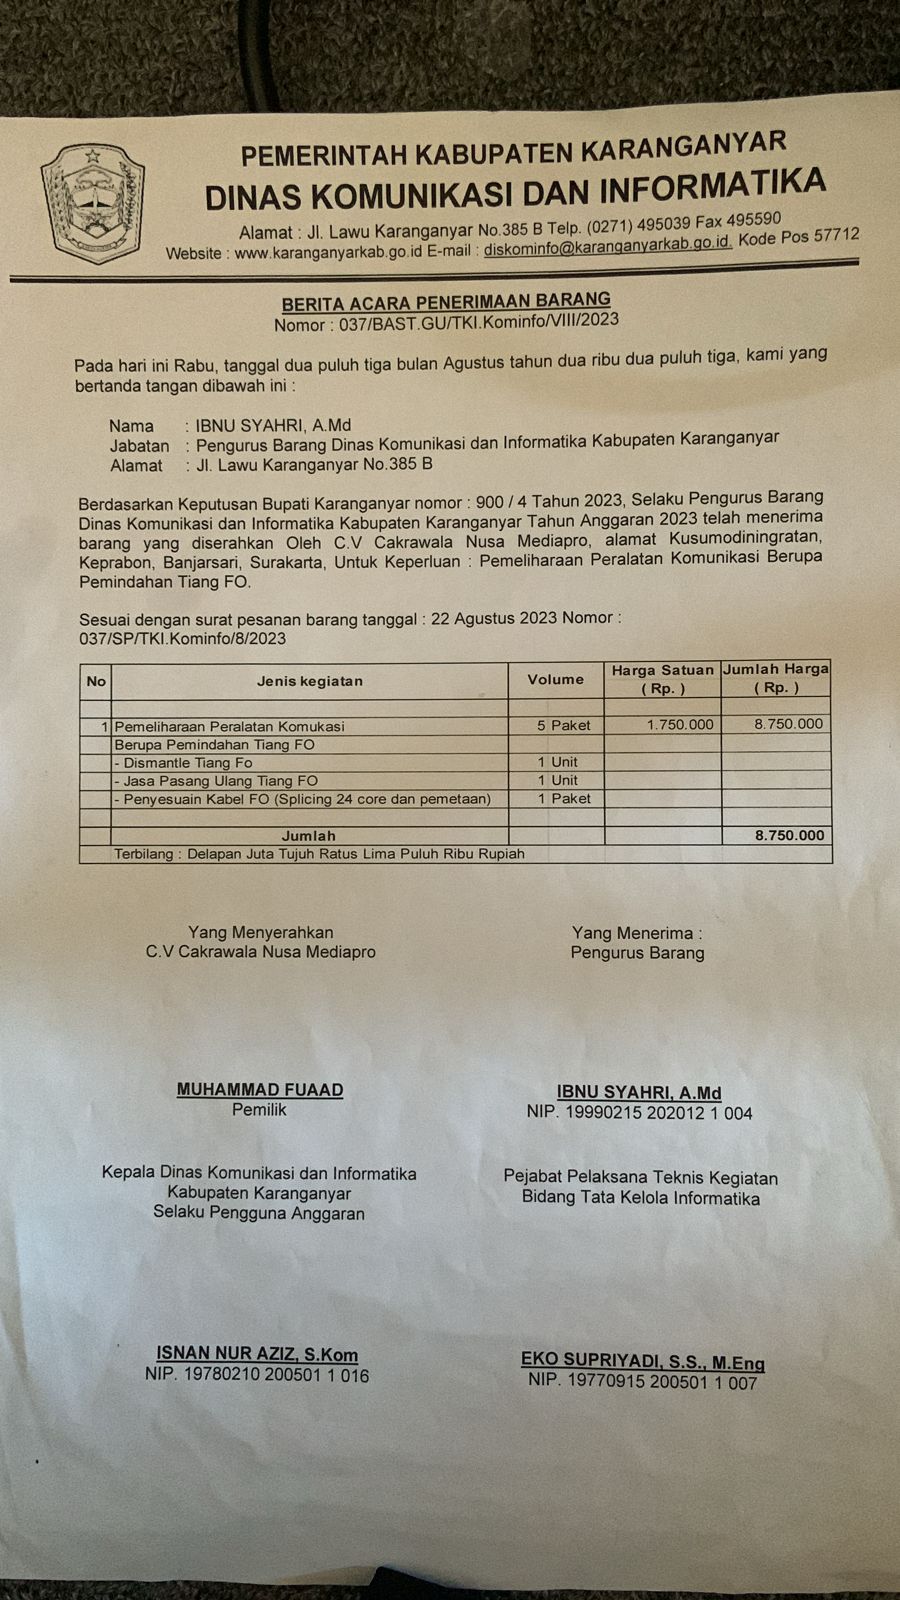 PEMERINTAH KABUPATEN KARANGANYAR
DINAS KOMUNIKASI DAN INFORMATIKA
Alamat : Jl. Lawu Karanganyar No.385 B Telp. (0271) 495039 Fax 495590
Website : www.karanganyarkab.go.id E-mail : diskominfo@karanganyarkab.go.id. Kode Pos 57712
BERITA ACARA PENERIMAAN BARANG
Nomor : 037/BAST.GU/TKI.Kominfo/VIII/2023
Pada hari ini Rabu, tanggal dua puluh tiga bulan Agustus tahun dua ribu dua puluh tiga, kami yang
bertanda tangan dibawah ini :
Nama : IBNU SYAHRI, A.Md
Jabatan : Pengurus Barang Dinas Komunikasi dan Informatika Kabupaten Karanganyar
Alamat : Jl. Lawu Karanganyar No.385 B
Berdasarkan Keputusan Bupati Karanganyar nomor : 900 / 4 Tahun 2023, Selaku Pengurus Barang
Dinas Komunikasi dan Informatika Kabupaten Karanganyar Tahun Anggaran 2023 telah menerima
barang yang diserahkan Oleh C.V Cakrawala Nusa Mediapro, alamat Kusumodiningratan,
Keprabon, Banjarsari, Surakarta, Untuk Keperluan : Pemeliharaan Peralatan Komunikasi Berupa
Pemindahan Tiang FO.
Sesuai dengan surat pesanan barang tanggal : 22 Agustus 2023 Nomor :
037/SP/TKI.Kominfo/8/2023
No Jenis kegiatan Volume Harga Satuan ( Rp. ) Jumlah Harga ( Rp. )
1 Pemeliharaan Peralatan Komukasi 5 Paket 1.750.000 8.750.000
Berupa Pemindahan Tiang FO
- Dismantle Tiang Fo 1 Unit
- Jasa Pasang Ulang Tiang FO 1 Unit
- Penyesuain Kabel FO (Splicing 24 core dan pemetaan) 1 Paket
Jumlah 8.750.000
Terbilang : Delapan Juta Tujuh Ratus Lima Puluh Ribu Rupiah
Yang Menyerahkan
C.V Cakrawala Nusa Mediapro
Yang Menerima :
Pengurus Barang
MUHAMMAD FUAAD
Pemilik
IBNU SYAHRI, A.Md
NIP. 19990215 202012 1 004
Kepala Dinas Komunikasi dan Informatika
Kabupaten Karanganyar
Selaku Pengguna Anggaran
Pejabat Pelaksana Teknis Kegiatan
Bidang Tata Kelola Informatika
ISNAN NUR AZIZ, S.Kom
NIP. 19780210 200501 1 016
EKO SUPRIYADI, S.S., M.Eng
NIP. 19770915 200501 1 007